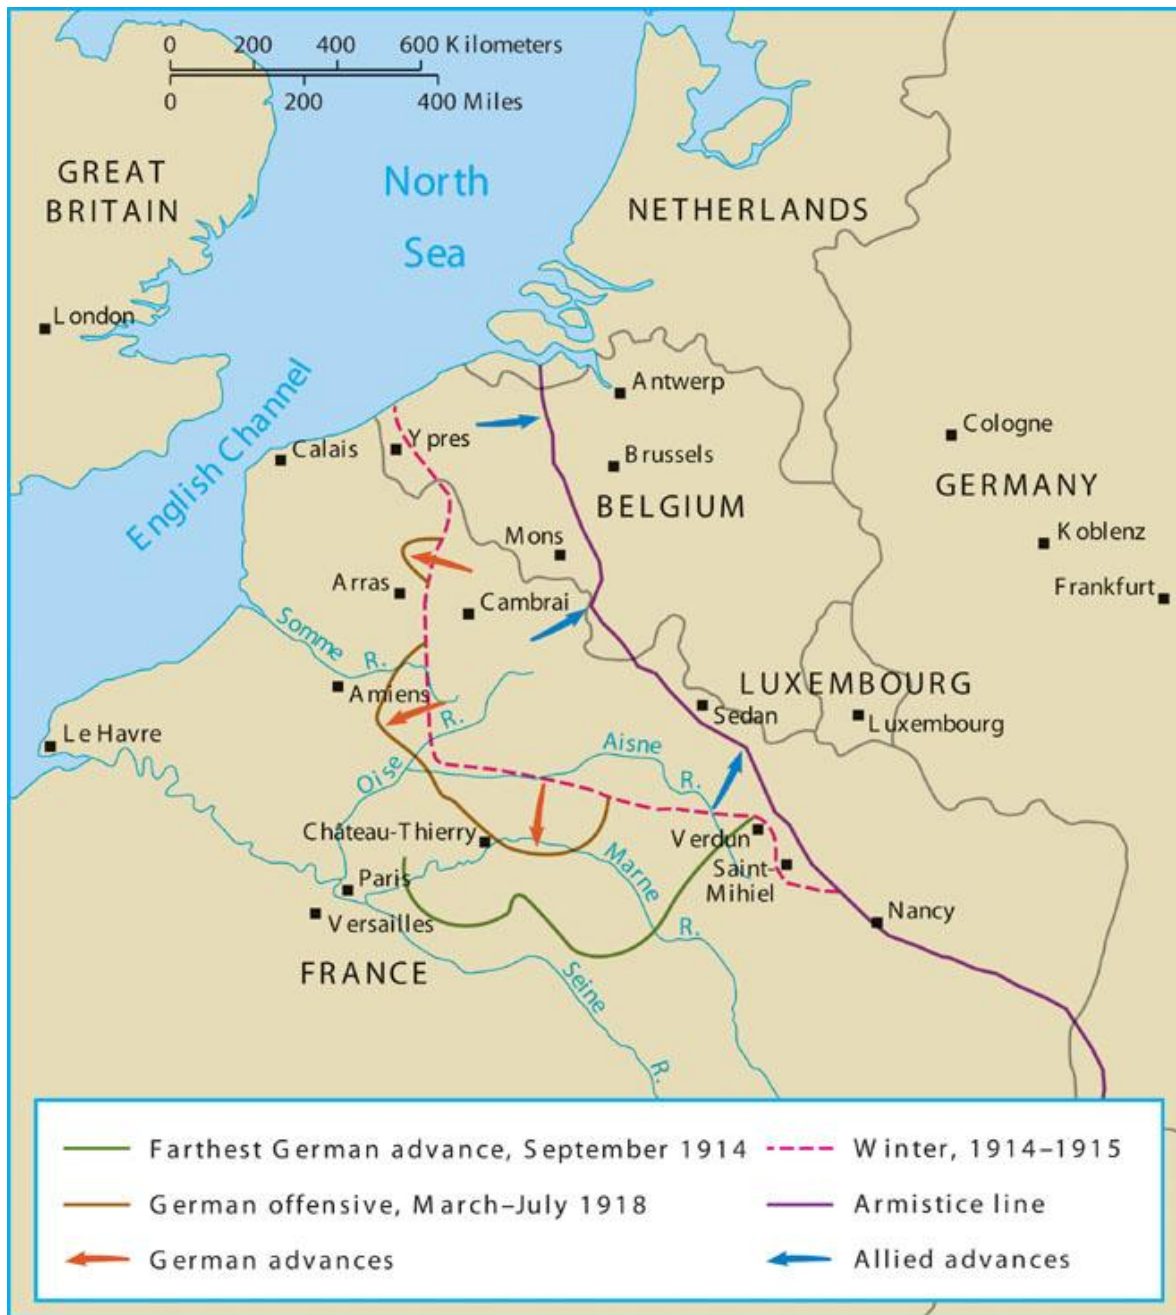 0 200 400 600 Kilometers
0 200 400 Miles
GREAT
BRITAIN
North
Sea
NETHERLANDS
London
English Channel
Antwerp
Calais
Ypres
Brussels
Cologne
BELGIUM
GERMANY
Mons
Koblenz
Arras
Cambrai
Frankfurt
Somme R.
Amiens
LUXEMBOURG
Sedan
Luxembourg
Le Havre
Oise R.
Aisne R.
Château-Thierry
Marne R.
Verdun
Saint-
Mihiel
Paris
Versailles
Nancy
FRANCE
Seine R.
Farthest German advance, September 1914
Winter, 1914–1915
German offensive, March–July 1918
Armistice line
German advances
Allied advances